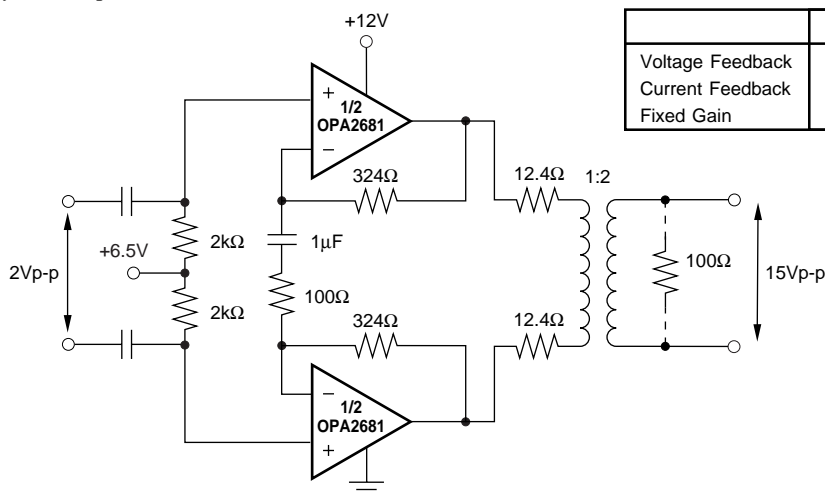 +12V
Voltage Feedback
Current Feedback
Fixed Gain
+
1/2
OPA2681
−
324Ω
12.4Ω
1:2
2kΩ
1μF
+6.5V
2Vp-p
100Ω
15Vp-p
2kΩ
100Ω
324Ω
12.4Ω
−
1/2
OPA2681
+